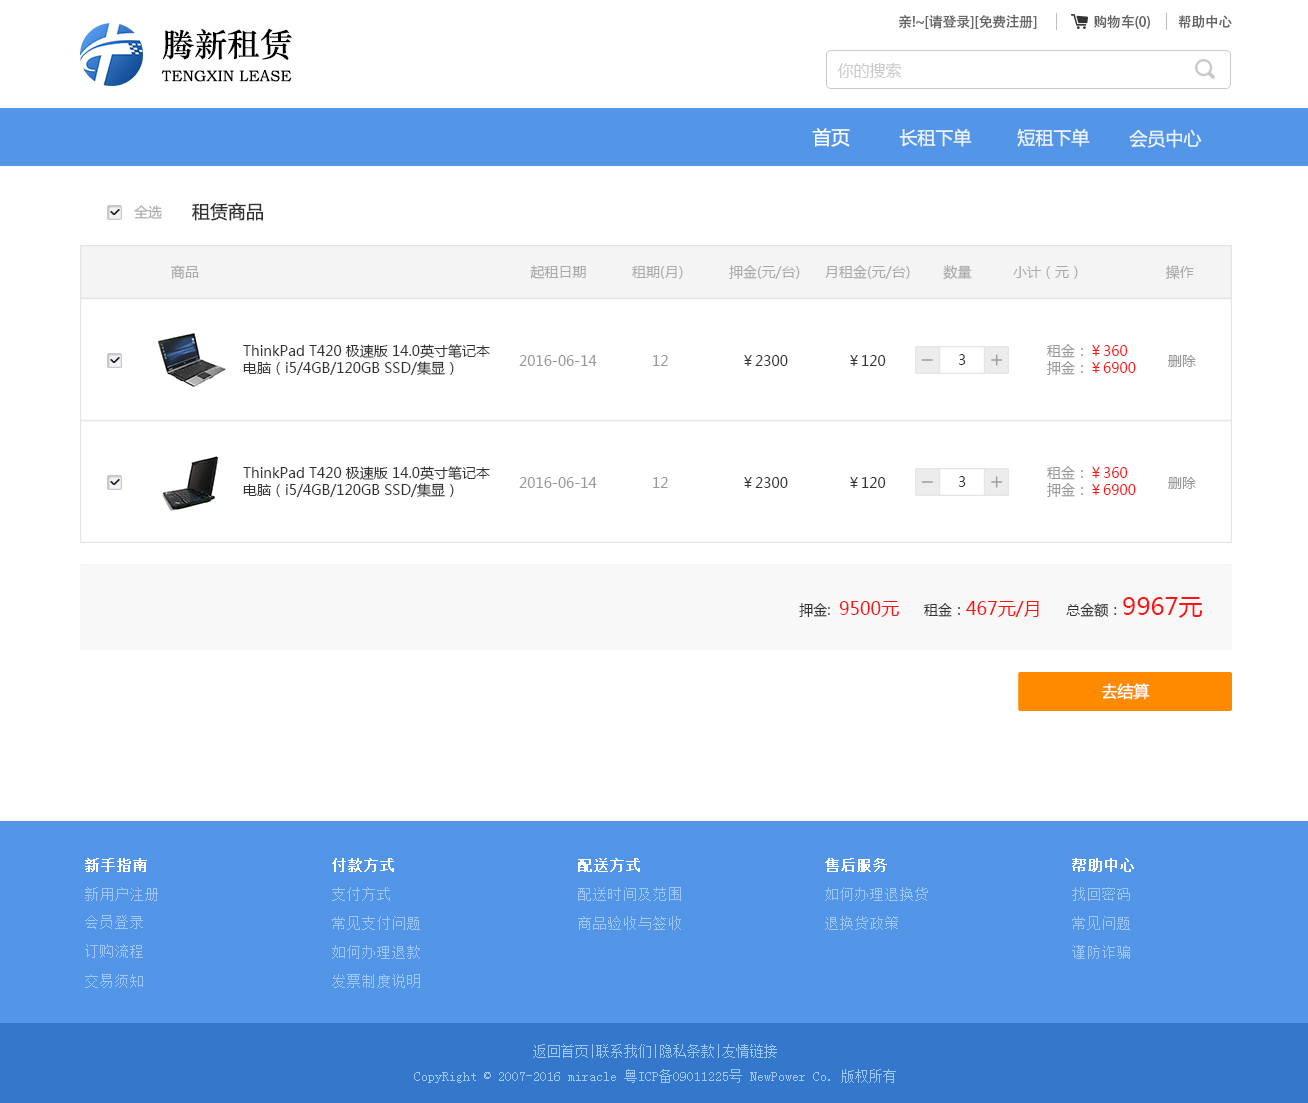 亲!~[请登录][免费注册] 购物车(0) 帮助中心
腾新租赁
TENGXIN LEASE
你的搜索
首页 长租下单 短租下单 会员中心
全选 租赁商品
商品 起租日期 租期(月) 押金(元/台) 月租金(元/台) 数量 小计（元） 操作
ThinkPad T420 极速版 14.0英寸笔记本
电脑（i5/4GB/120GB SSD/集显）
2016-06-14 12 ¥2300 ¥120 3
租金：¥360
押金：¥6900
删除
ThinkPad T420 极速版 14.0英寸笔记本
电脑（i5/4GB/120GB SSD/集显）
2016-06-14 12 ¥2300 ¥120 3
租金：¥360
押金：¥6900
删除
押金: 9500元 租金：467元/月 总金额：9967元
去结算
新手指南
新用户注册
会员登录
订购流程
交易须知
付款方式
支付方式
常见支付问题
如何办理退款
发票制度说明
配送方式
配送时间及范围
商品验收与签收
售后服务
如何办理退换货
退换货政策
帮助中心
找回密码
常见问题
谨防诈骗
返回首页|联系我们|隐私条款|友情链接
CopyRight © 2007-2016 miracle 粤ICP备09011225号 NewPower Co. 版权所有